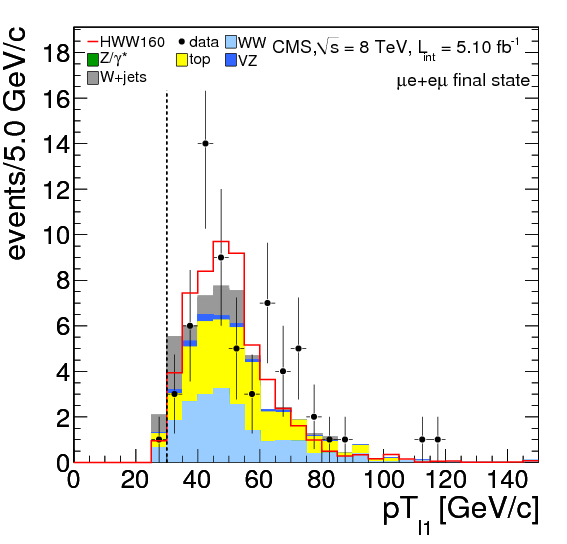 HWW160 data WW
Z/γ* top VZ
W+jets
CMS,√s = 8 TeV, L_int = 5.10 fb⁻¹
μe+eμ final state
events/5.0 GeV/c
18
16
14
12
10
8
6
4
2
0
0 20 40 60 80 100 120 140
pT_l1 [GeV/c]